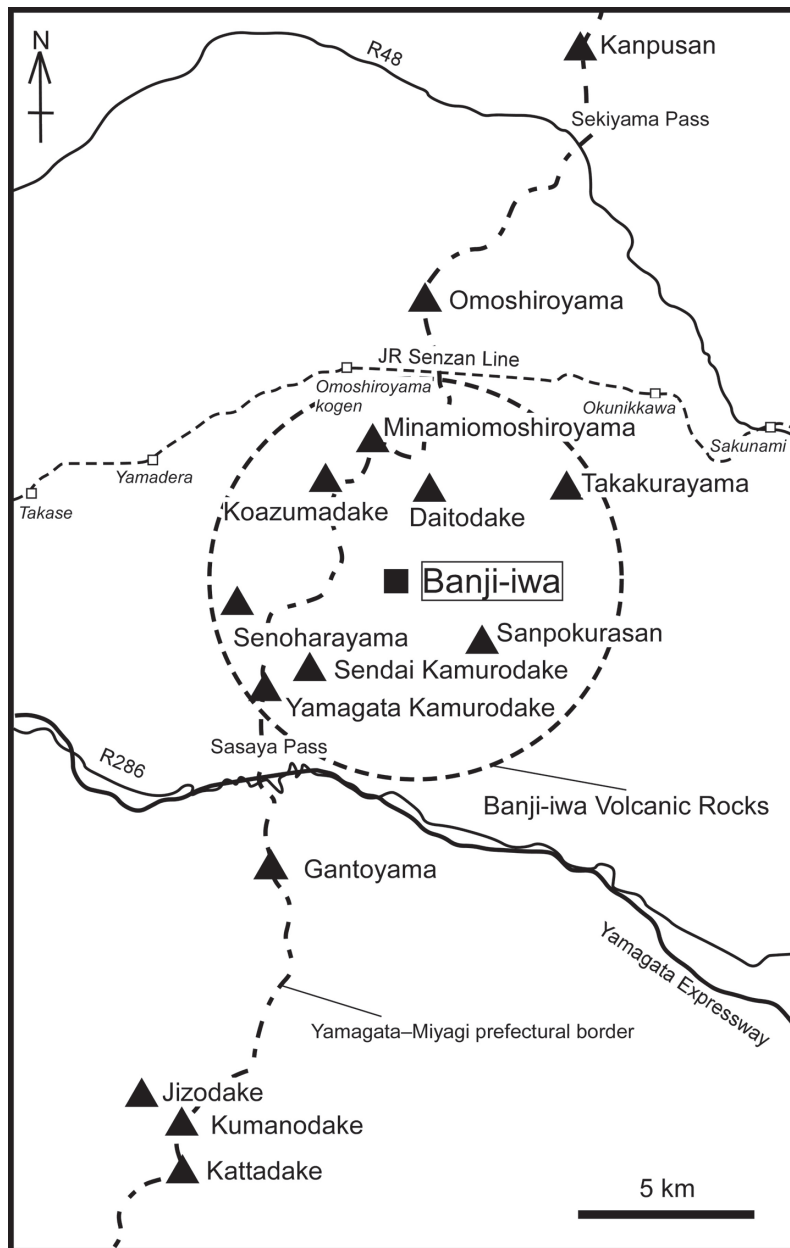 N
Kanpusan
R48
Sekiyama Pass
Omoshiroyama
JR Senzan Line
Omoshiroyama
kogen
Okunikkawa
Minamiomoshiroyama
Sakunami
Yamadera
Takase
Koazumadake
Daitodake
Takakurayama
Banji-iwa
Senoharayama
Sanpokurasan
Sendai Kamurodake
Yamagata Kamurodake
Sasaya Pass
R286
Banji-iwa Volcanic Rocks
Gantoyama
Yamagata Expressway
Yamagata–Miyagi prefectural border
Jizodake
Kumanodake
Kattadake
5 km